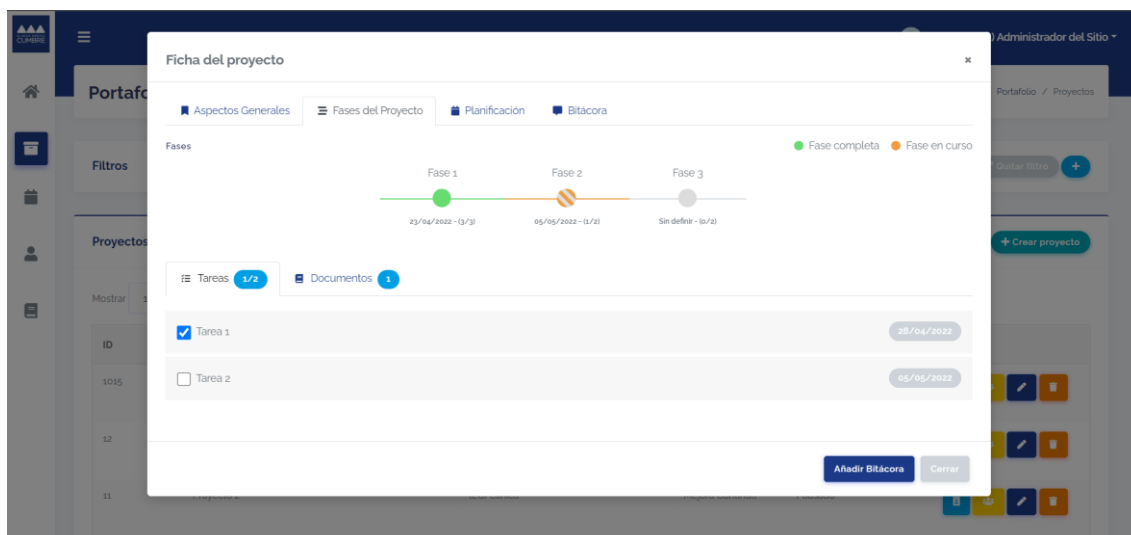 CUMBRE
) Administrador del Sitio
Ficha del proyecto
×
Portafo
Portafolio / Proyectos
Aspectos Generales
Fases del Proyecto
Planificación
Bitácora
Fases
Fase completa
Fase en curso
Filtros
Quitar filtro
+
Fase 1
Fase 2
Fase 3
23/04/2022 - (3/3)
05/05/2022 - (1/2)
Sin definir - (0/2)
Proyectos
+ Crear proyecto
Tareas 1/2
Documentos 1
Mostrar 1
Tarea 1
28/04/2022
ID
Tarea 2
05/05/2022
1015
12
Añadir Bitácora
Cerrar
11